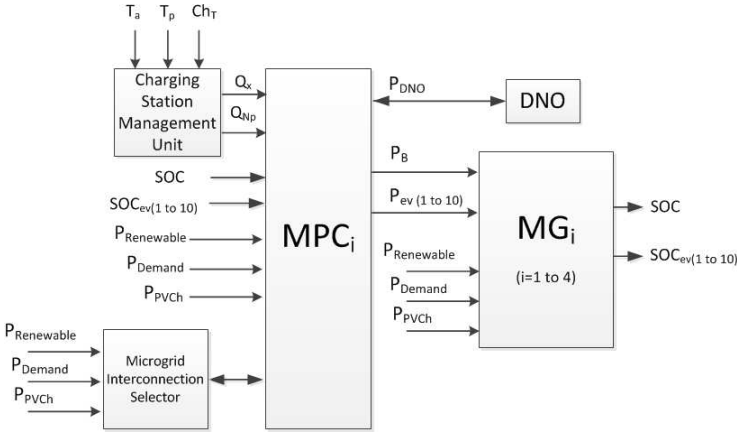 Ta Tp ChT
Charging
Station
Management
Unit
Qx
QNp
SOC
SOCev(1 to 10)
PRenewable
PDemand
PPVCh
PRenewable
PDemand
PPVCh
Microgrid
Interconnection
Selector
MPCi
PDNO
DNO
PB
Pev (1 to 10)
PRenewable
PDemand
PPVCh
MGi
(i=1 to 4)
SOC
SOCev(1 to 10)